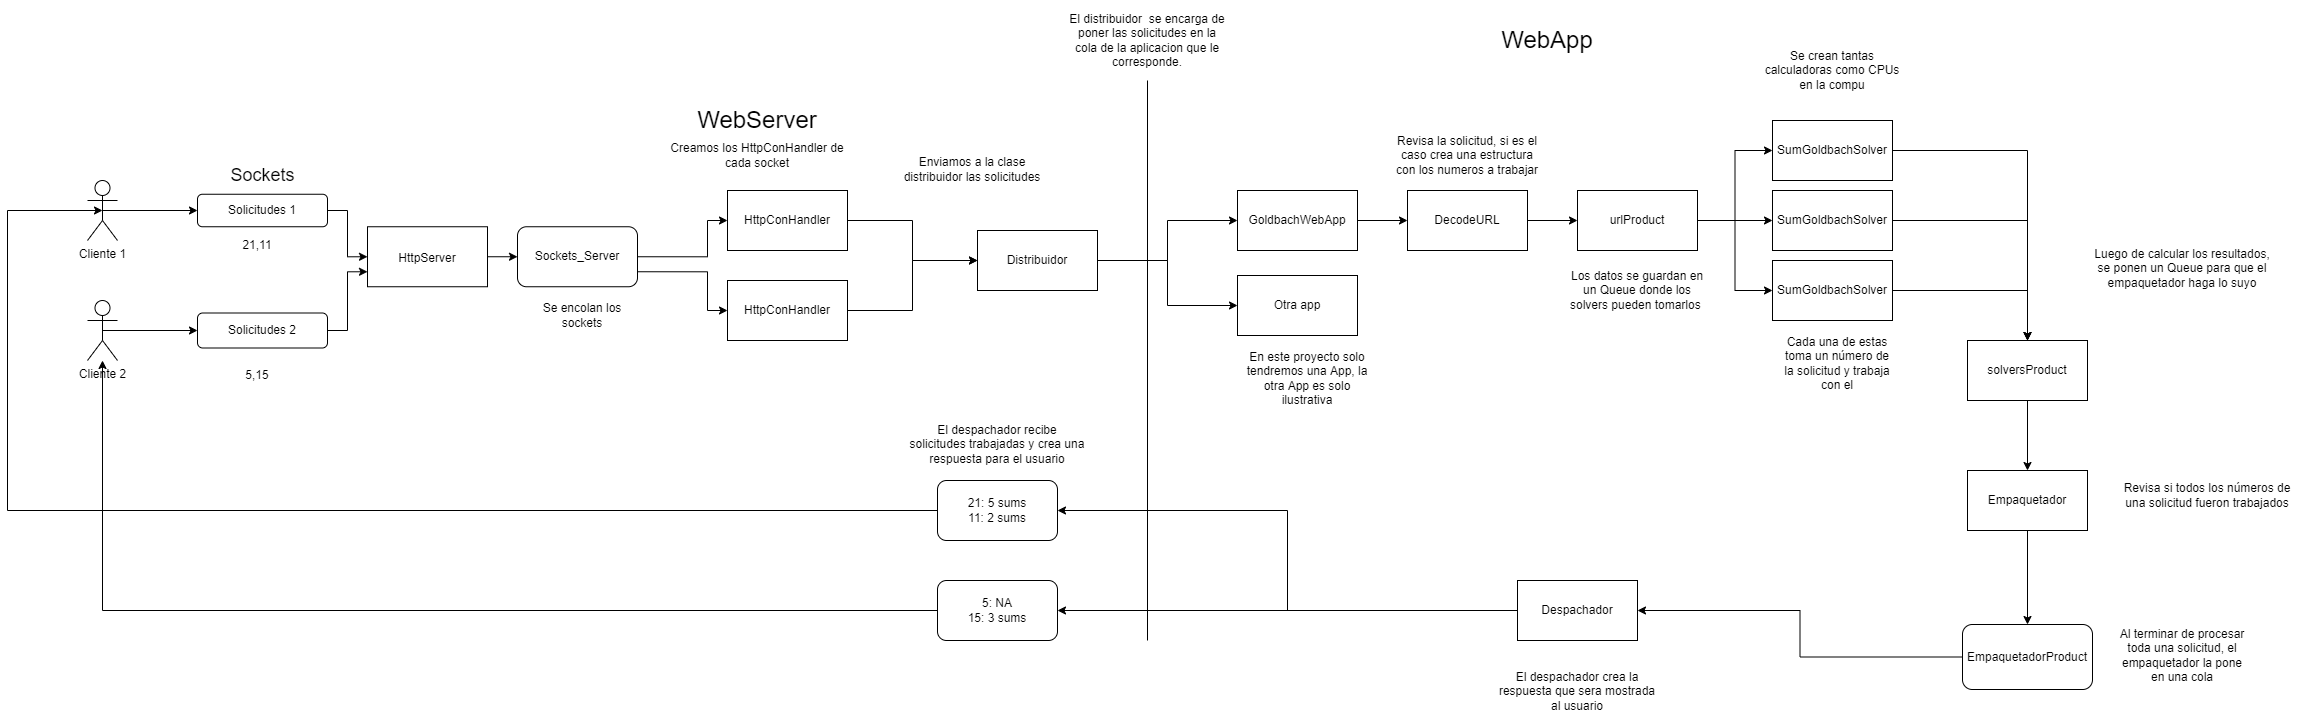 El distribuidor  se encarga de
poner las solicitudes en la
cola de la aplicacion que le
corresponde.
WebApp
Se crean tantas
calculadoras como CPUs
en la compu
WebServer
Creamos los HttpConHandler de
cada socket
Enviamos a la clase
distribuidor las solicitudes
Revisa la solicitud, si es el
caso crea una estructura
con los numeros a trabajar
Sockets
Cliente 1
Solicitudes 1
21,11
Cliente 2
Solicitudes 2
5,15
HttpServer
Sockets_Server
Se encolan los
sockets
HttpConHandler
HttpConHandler
Distribuidor
GoldbachWebApp
Otra app
En este proyecto solo
tendremos una App, la
otra App es solo
ilustrativa
DecodeURL
urlProduct
Los datos se guardan en
un Queue donde los
solvers pueden tomarlos
SumGoldbachSolver
SumGoldbachSolver
SumGoldbachSolver
Cada una de estas
toma un número de
la solicitud y trabaja
con el
Luego de calcular los resultados,
se ponen un Queue para que el
empaquetador haga lo suyo
solversProduct
Empaquetador
Revisa si todos los números de
una solicitud fueron trabajados
EmpaquetadorProduct
Al terminar de procesar
toda una solicitud, el
empaquetador la pone
en una cola
Despachador
El despachador crea la
respuesta que sera mostrada
al usuario
El despachador recibe
solicitudes trabajadas y crea una
respuesta para el usuario
21: 5 sums
11: 2 sums
5: NA
15: 3 sums